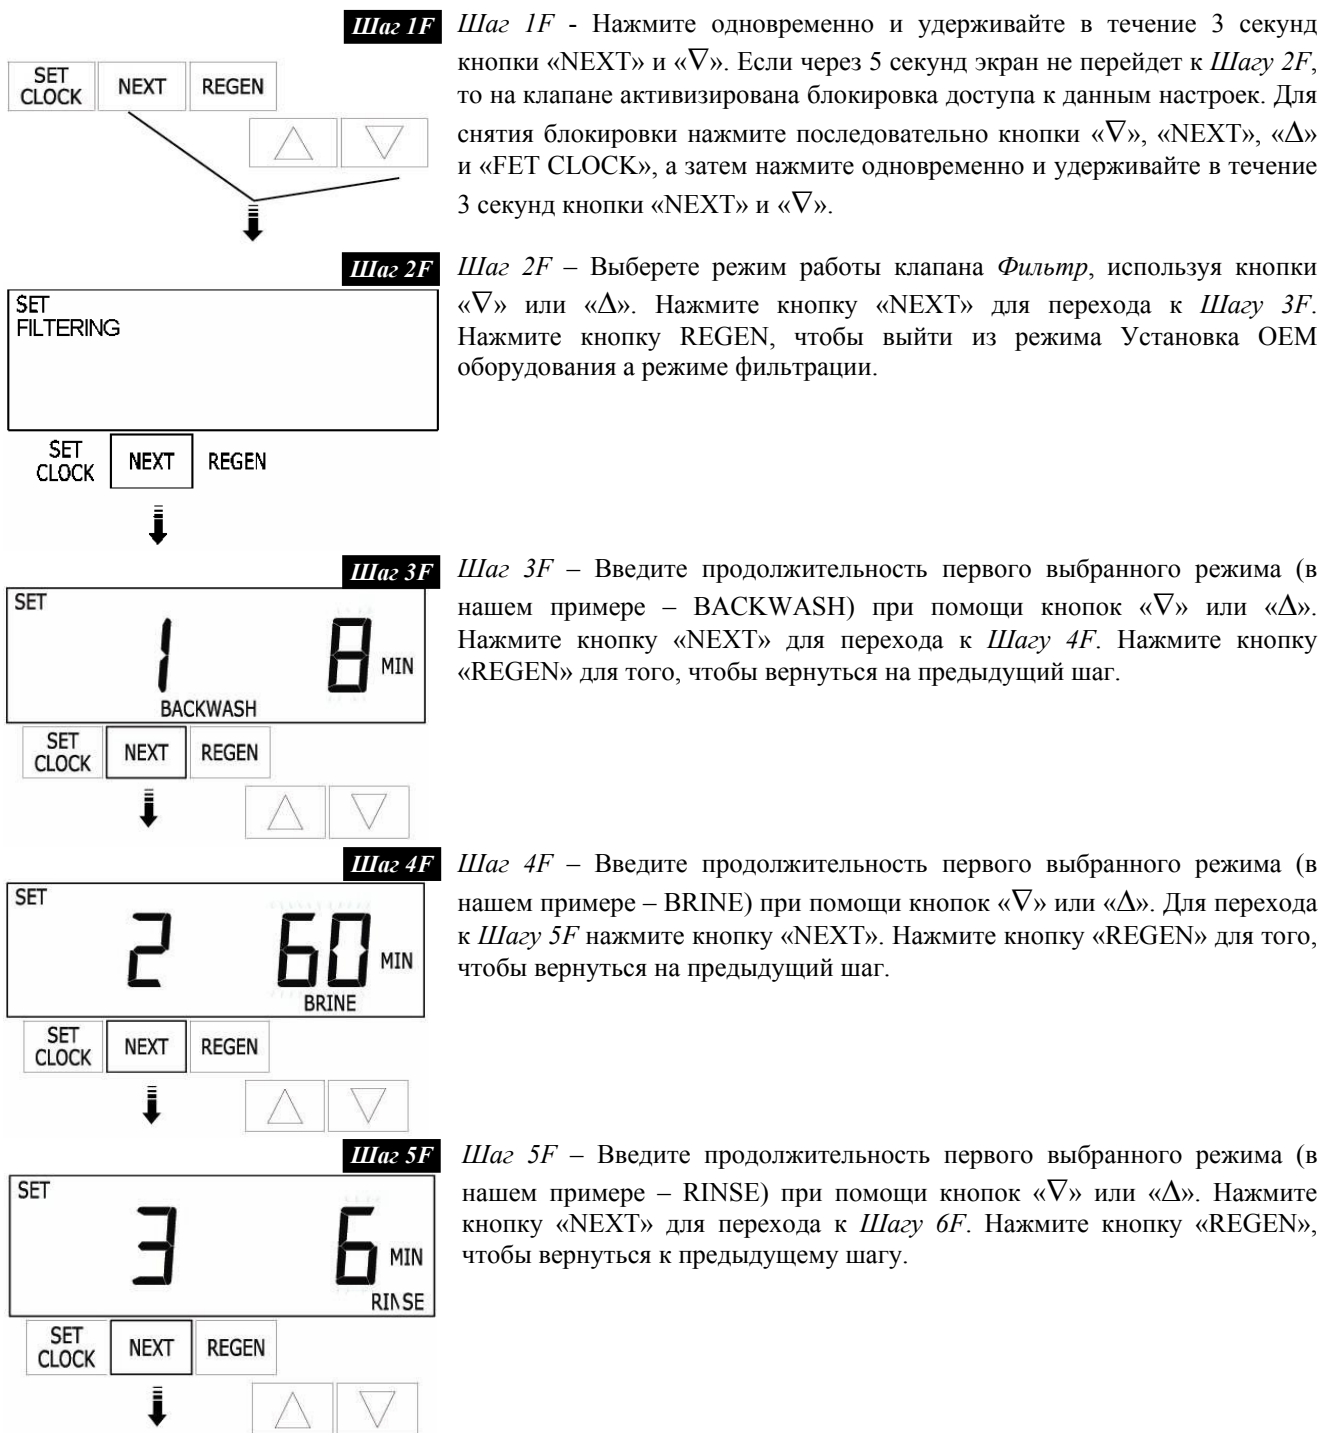 Шаг 1F
Шаг 1F - Нажмите одновременно и удерживайте в течение 3 секунд
кнопки «NEXT» и «∇». Если через 5 секунд экран не перейдет к Шагу 2F,
то на клапане активизирована блокировка доступа к данным настроек. Для
снятия блокировки нажмите последовательно кнопки «∇», «NEXT», «Δ»
и «FET CLOCK», а затем нажмите одновременно и удерживайте в течение
3 секунд кнопки «NEXT» и «∇».
SET
CLOCK
NEXT
REGEN
Шаг 2F
Шаг 2F – Выберете режим работы клапана Фильтр, используя кнопки
«∇» или «Δ». Нажмите кнопку «NEXT» для перехода к Шагу 3F.
Нажмите кнопку REGEN, чтобы выйти из режима Установка OEM
оборудования а режиме фильтрации.
SET
FILTERING
SET
CLOCK
NEXT
REGEN
Шаг 3F
Шаг 3F – Введите продолжительность первого выбранного режима (в
нашем примере – BACKWASH) при помощи кнопок «∇» или «Δ».
Нажмите кнопку «NEXT» для перехода к Шагу 4F. Нажмите кнопку
«REGEN» для того, чтобы вернуться на предыдущий шаг.
SET
1 8 MIN
BACKWASH
SET
CLOCK
NEXT
REGEN
Шаг 4F
Шаг 4F – Введите продолжительность первого выбранного режима (в
нашем примере – BRINE) при помощи кнопок «∇» или «Δ». Для перехода
к Шагу 5F нажмите кнопку «NEXT». Нажмите кнопку «REGEN» для того,
чтобы вернуться на предыдущий шаг.
SET
2 60 MIN
BRINE
SET
CLOCK
NEXT
REGEN
Шаг 5F
Шаг 5F – Введите продолжительность первого выбранного режима (в
нашем примере – RINSE) при помощи кнопок «∇» или «Δ». Нажмите
кнопку «NEXT» для перехода к Шагу 6F. Нажмите кнопку «REGEN»,
чтобы вернуться к предыдущему шагу.
SET
3 6 MIN
RINSE
SET
CLOCK
NEXT
REGEN